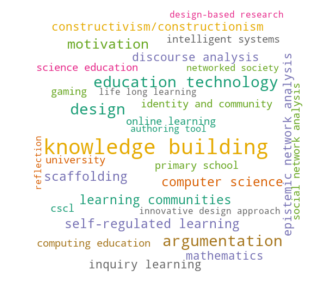 design-based research
constructivism/constructionism
intelligent systems
motivation
discourse analysis
science education
networked society
education technology
gaming
life long learning
identity and community
design
online learning
authoring tool
knowledge building
university
primary school
reflection
scaffolding
computer science
epistemic network analysis
social network analysis
learning communities
cscl
innovative design approach
self-regulated learning
computing education
argumentation
mathematics
inquiry learning